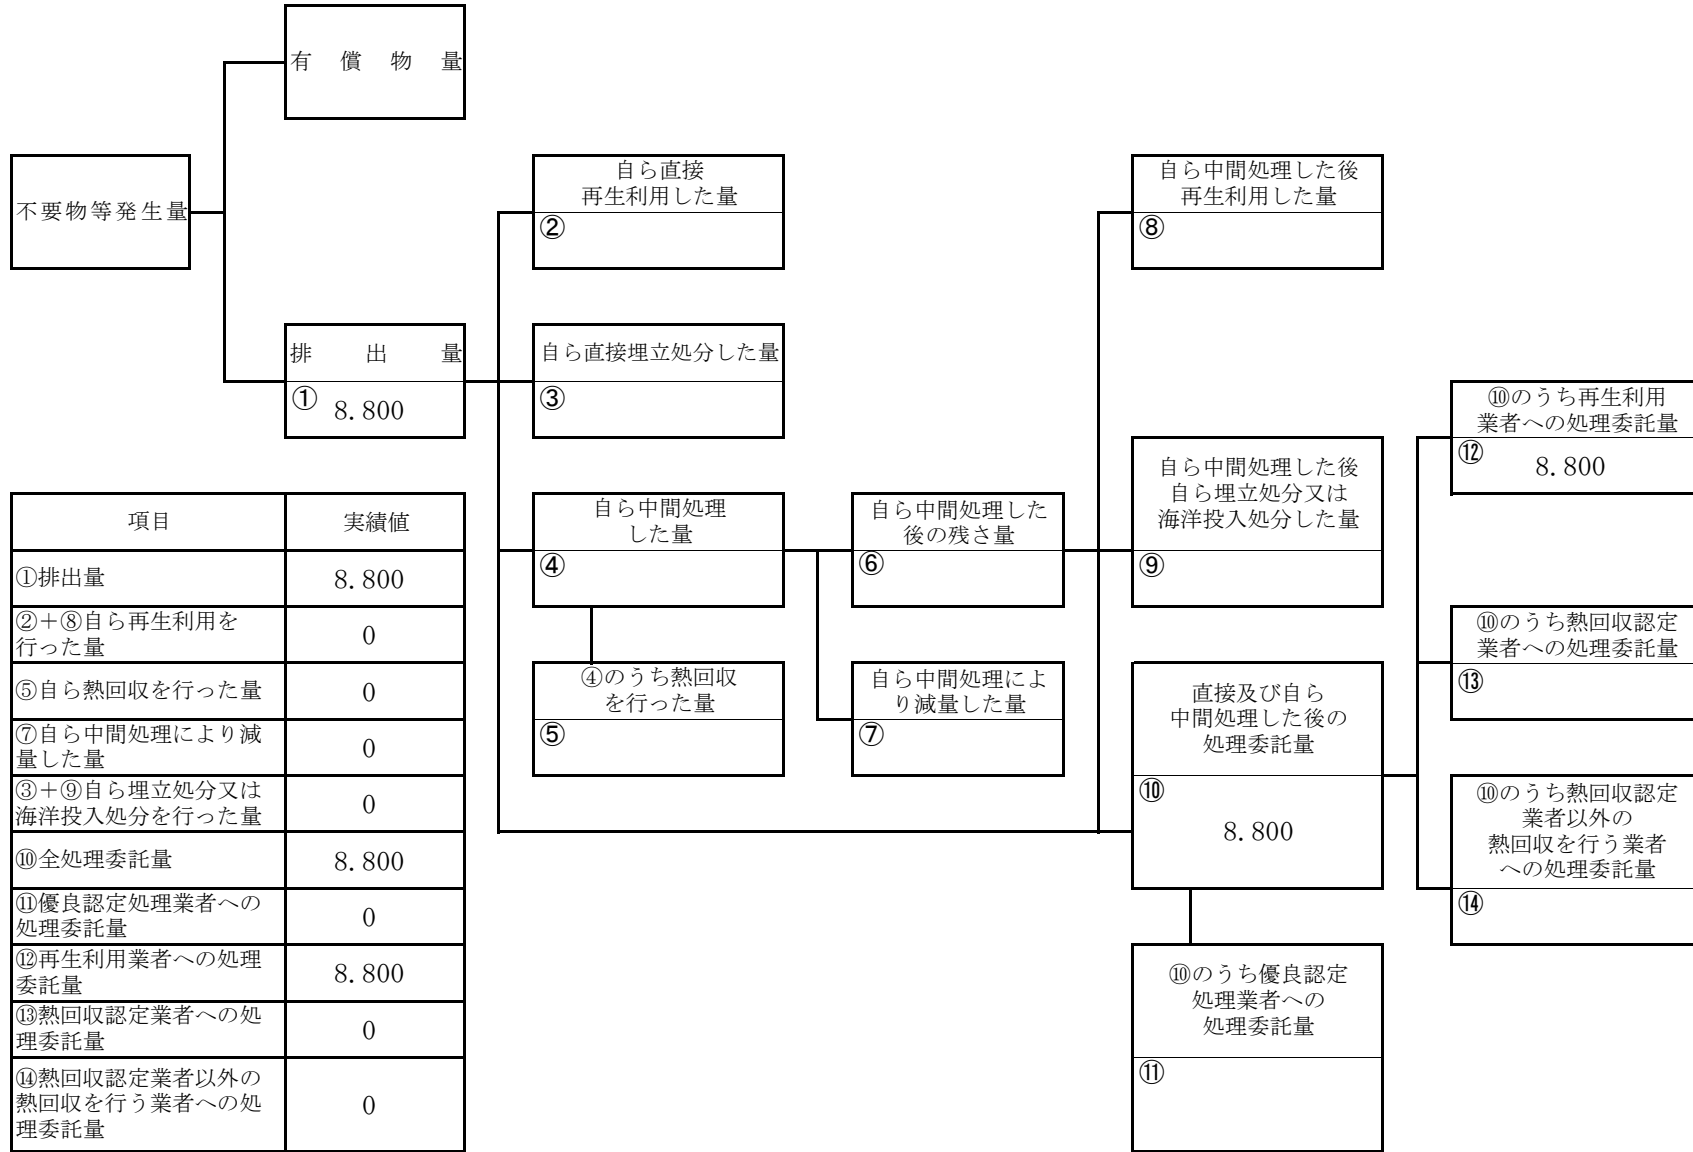 有償物量
不要物等発生量
排出量
① 8.800
自ら直接
再生利用した量
②
自ら直接埋立処分した量
③
自ら中間処理
した量
④
④のうち熱回収
を行った量
⑤
自ら中間処理した
後の残さ量
⑥
自ら中間処理によ
り減量した量
⑦
自ら中間処理した後
再生利用した量
⑧
自ら中間処理した後
自ら埋立処分又は
海洋投入処分した量
⑨
直接及び自ら
中間処理した後の
処理委託量
⑩
8.800
⑩のうち優良認定
処理業者への
処理委託量
⑪
⑩のうち再生利用
業者への処理委託量
⑫ 8.800
⑩のうち熱回収認定
業者への処理委託量
⑬
⑩のうち熱回収認定
業者以外の
熱回収を行う業者
への処理委託量
⑭
項目 実績値
①排出量 8.800
②+⑧自ら再生利用を
行った量 0
⑤自ら熱回収を行った量 0
⑦自ら中間処理により減
量した量 0
③+⑨自ら埋立処分又は
海洋投入処分を行った量 0
⑩全処理委託量 8.800
⑪優良認定処理業者への
処理委託量 0
⑫再生利用業者への処理
委託量 8.800
⑬熱回収認定業者への処
理委託量 0
⑭熱回収認定業者以外の
熱回収を行う業者への処
理委託量 0